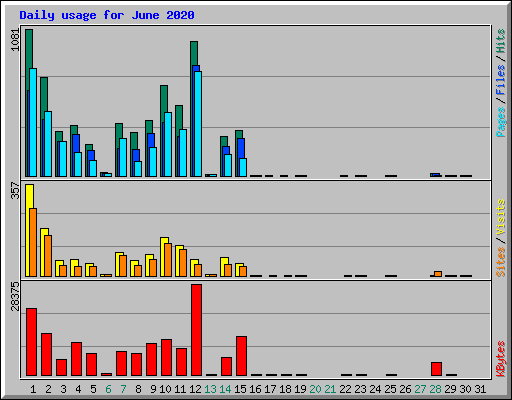 Daily usage for June 2020
1081
Pages / Files / Hits
357
Sites / Visits
28375
KBytes
1 2 3 4 5 6 7 8 9 10 11 12 13 14 15 16 17 18 19 20 21 22 23 24 25 26 27 28 29 30 31